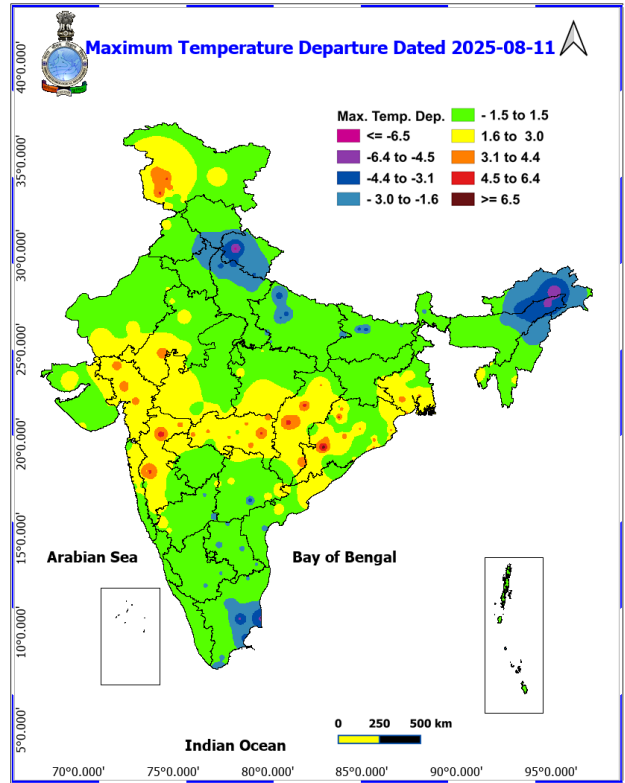 Maximum Temperature Departure Dated 2025-08-11
Max. Temp. Dep.
<= -6.5
-6.4 to -4.5
-4.4 to -3.1
- 3.0 to -1.6
- 1.5 to 1.5
1.6 to 3.0
3.1 to 4.4
4.5 to 6.4
>= 6.5
40°0.000'
35°0.000'
30°0.000'
25°0.000'
20°0.000'
15°0.000'
10°0.000'
5°0.000'
Arabian Sea
Bay of Bengal
Indian Ocean
0 250 500 km
70°0.000' 75°0.000' 80°0.000' 85°0.000' 90°0.000' 95°0.000'